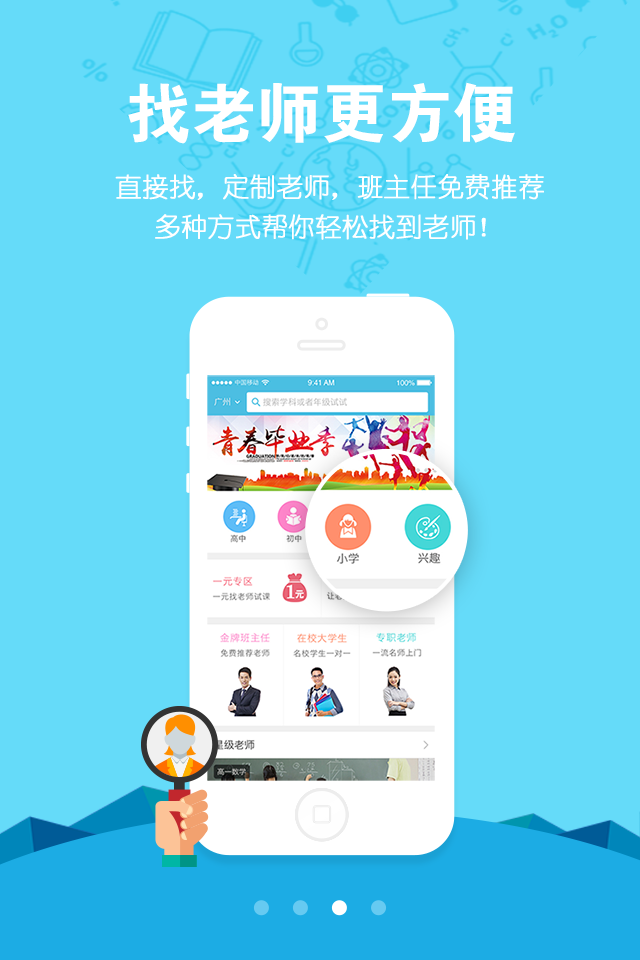 找老师更方便
直接找，定制老师，班主任免费推荐
多种方式帮你轻松找到老师！
中国移动 9:41 AM 100%
广州 搜索学科或者年级试试
青春毕业季
GRADUATION
高中 初中 小学 兴趣
一元专区
一元找老师试课 1元 让老
金牌班主任 在校大学生 专职老师
免费推荐老师 名校学生一对一 一流名师上门
星级老师
高一数学
% H₂O